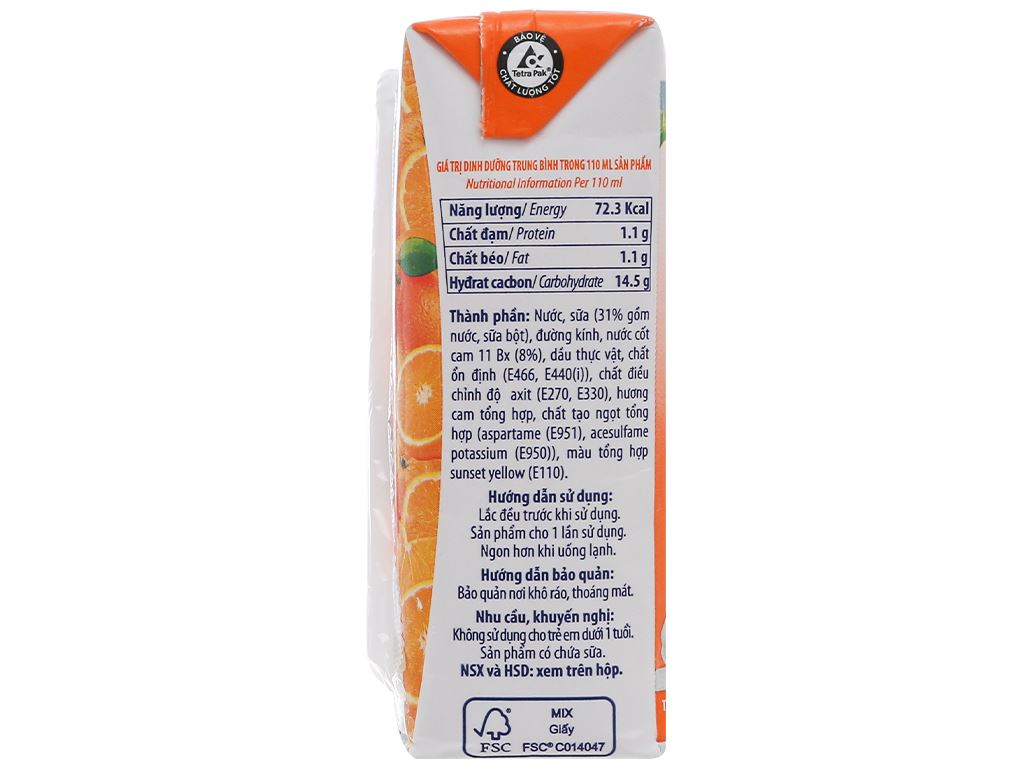 BẢO VỆ
Tetra Pak®
CHẤT LƯỢNG TỐT
GIÁ TRỊ DINH DƯỠNG TRUNG BÌNH TRONG 110 ML SẢN PHẨM
Nutritional Information Per 110 ml
Năng lượng/ Energy 72.3 Kcal
Chất đạm/ Protein 1.1 g
Chất béo/ Fat 1.1 g
Hyđrat cacbon/ Carbohydrate 14.5 g
Thành phần: Nước, sữa (31% gồm
nước, sữa bột), đường kính, nước cốt
cam 11 Bx (8%), dầu thực vật, chất
ổn định (E466, E440(i)), chất điều
chỉnh độ axit (E270, E330), hương
cam tổng hợp, chất tạo ngọt tổng
hợp (aspartame (E951), acesulfame
potassium (E950)), màu tổng hợp
sunset yellow (E110).
Hướng dẫn sử dụng:
Lắc đều trước khi sử dụng.
Sản phẩm cho 1 lần sử dụng.
Ngon hơn khi uống lạnh.
Hướng dẫn bảo quản:
Bảo quản nơi khô ráo, thoáng mát.
Nhu cầu, khuyến nghị:
Không sử dụng cho trẻ em dưới 1 tuổi.
Sản phẩm có chứa sữa.
NSX và HSD: xem trên hộp.
MIX
Giấy
FSC FSC® C014047